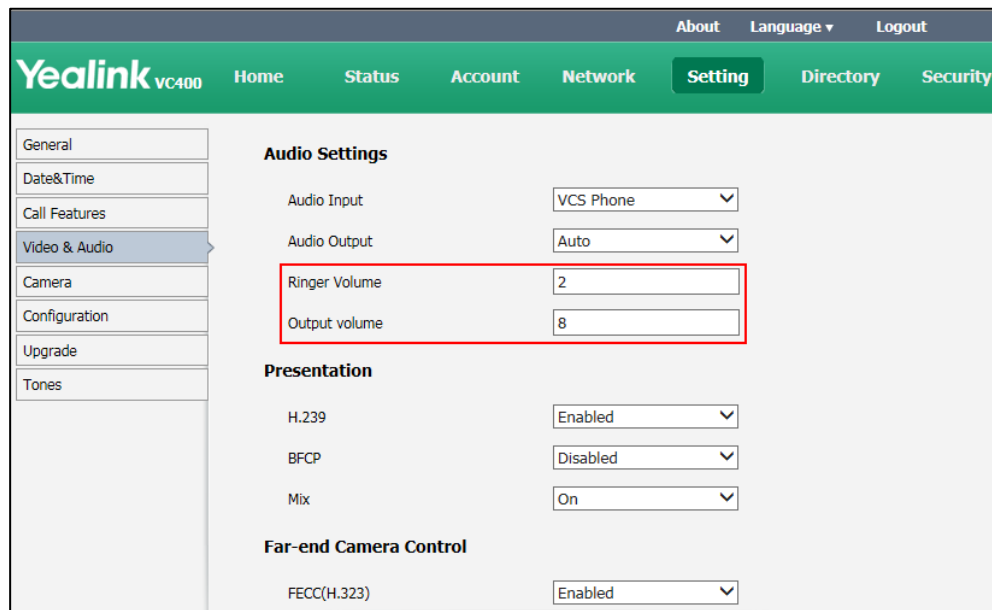 About Language ▾ Logout
Yealink VC400 Home Status Account Network Setting Directory Security
General
Date&Time
Call Features
Video & Audio
Camera
Configuration
Upgrade
Tones
Audio Settings
Audio Input VCS Phone
Audio Output Auto
Ringer Volume 2
Output volume 8
Presentation
H.239 Enabled
BFCP Disabled
Mix On
Far-end Camera Control
FECC(H.323) Enabled